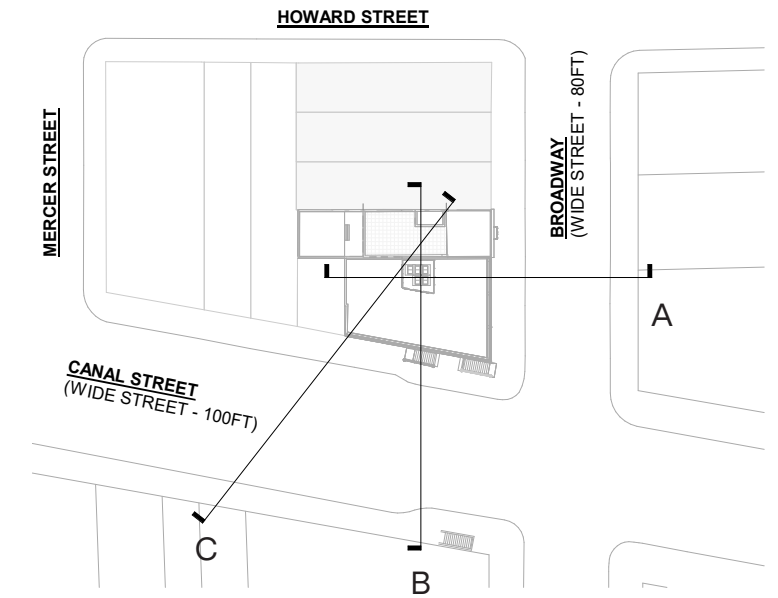 HOWARD STREET
MERCER STREET
BROADWAY
(WIDE STREET - 80FT)
A
CANAL STREET
(WIDE STREET - 100FT)
C
B